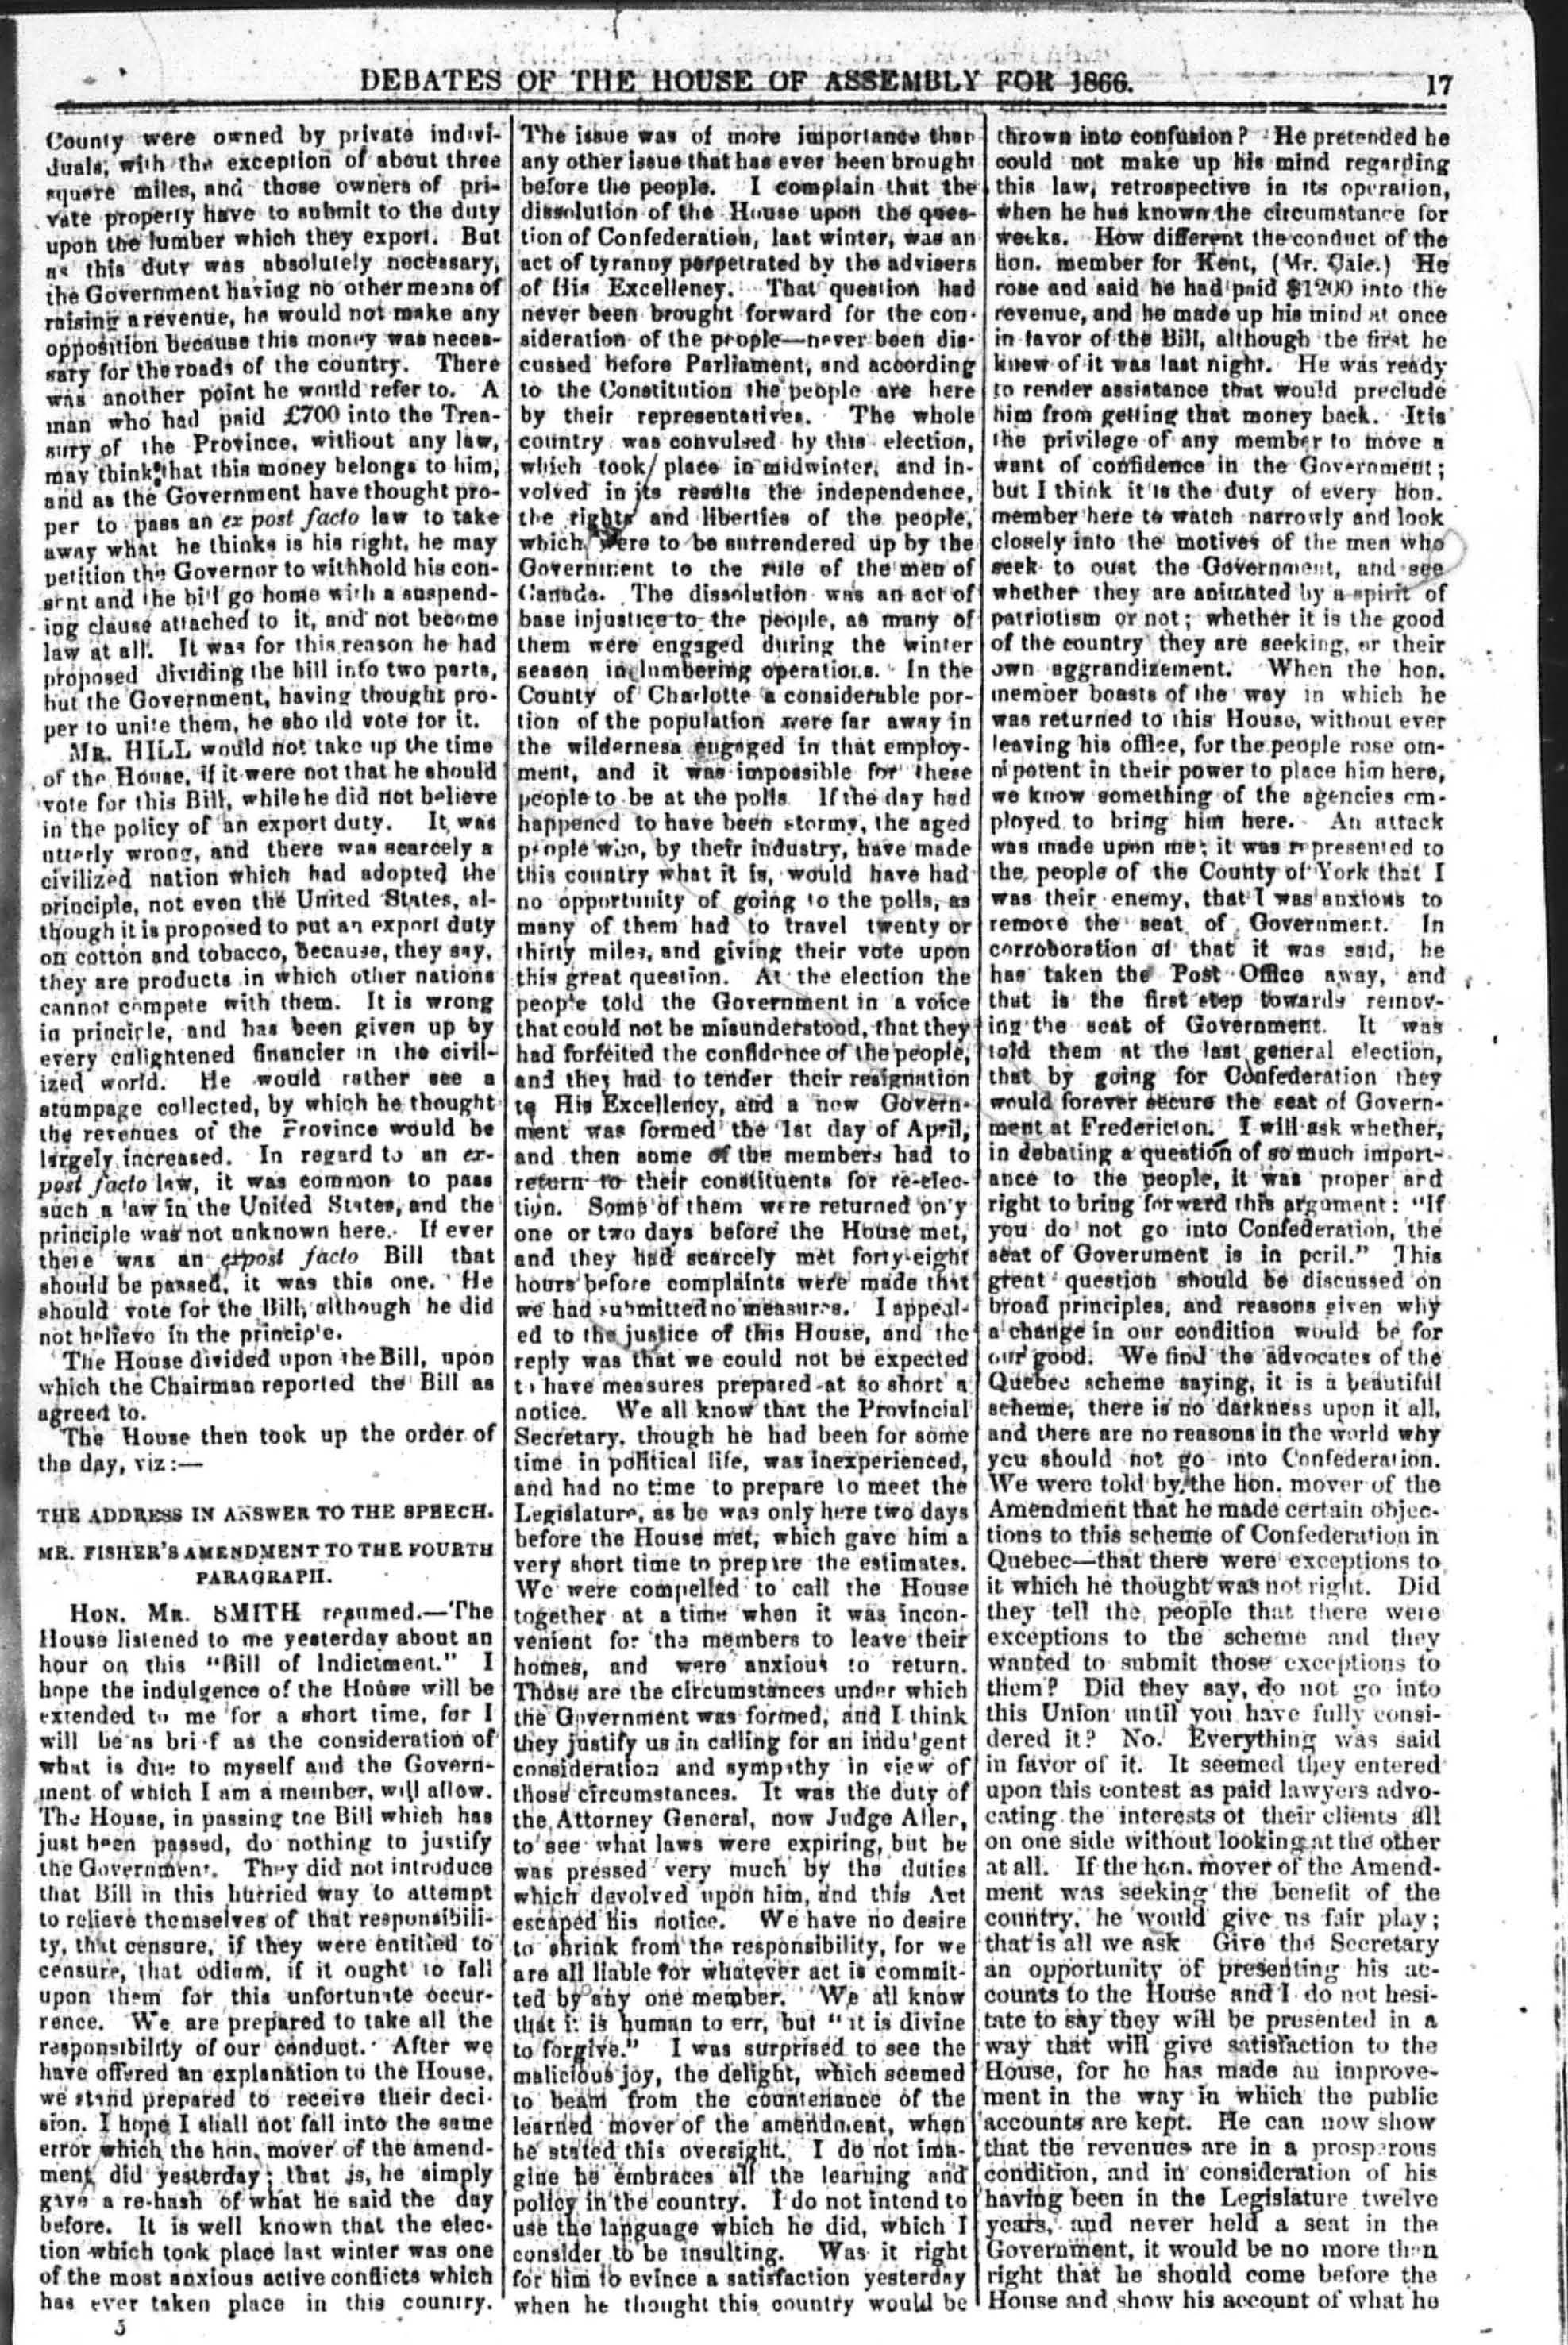 DEBATES OF THE HOUSE OF ASSEMBLY FOR 1866.
17
County were owned by private indivi-
duals, with the exception of about three
square miles, and those owners of pri-
vate property have to submit to the duty
upon the lumber which they export. But
as this duty was absolutely necessary,
the Government having no other means of
raising a revenue, he would not make any
opposition because this money was neces-
sary for the roads of the country. There
was another point he would refer to. A
man who had paid £700 into the Trea-
sury of the Province, without any law,
may think that this money belongs to him,
and as the Government have thought pro-
per to pass an ex post facto law to take
away what he thinks is his right, he may
petition the Governor to withhold his con-
sent and the bill go home with a suspend-
ing clause attached to it, and not become
law at all. It was for this reason he had
proposed dividing the bill into two parts,
but the Government, having thought pro-
per to unite them, he should vote for it.
MR. HILL would not take up the time
of the House, if it were not that he should
vote for this Bill, while he did not believe
in the policy of an export duty. It was
utterly wrong, and there was scarcely a
civilized nation which had adopted the
principle, not even the United States, al-
though it is proposed to put an export duty
on cotton and tobacco, because, they say,
they are products in which other nations
cannot compete with them. It is wrong
in principle, and has been given up by
every enlightened financier in the civil-
ized world. He would rather see a
stumpage collected, by which he thought
the revenues of the Province would be
largely increased. In regard to an ex-
post facto law, it was common to pass
such a law in the United States, and the
principle was not unknown here. If ever
there was an expost facto Bill that
should be passed, it was this one. He
should vote for the Bill, although he did
not believe in the principle.
The House divided upon the Bill, upon
which the Chairman reported the Bill as
agreed to.
The House then took up the order of
the day, viz:—
THE ADDRESS IN ANSWER TO THE SPEECH.
MR. FISHER'S AMENDMENT TO THE FOURTH
PARAGRAPH.
HON. MR. SMITH resumed.—The
House listened to me yesterday about an
hour on this "Bill of Indictment." I
hope the indulgence of the House will be
extended to me for a short time, for I
will be as brief as the consideration of
what is due to myself and the Govern-
ment of which I am a member, will allow.
The House, in passing the Bill which has
just been passed, do nothing to justify
the Government. They did not introduce
that Bill in this hurried way to attempt
to relieve themselves of that responsibili-
ty, that censure, if they were entitled to
censure, that odium, if it ought to fall
upon them for this unfortunate occur-
rence. We are prepared to take all the
responsibility of our conduct. After we
have offered an explanation to the House,
we stand prepared to receive their deci-
sion. I hope I shall not fall into the same
error which the hon. mover of the amend-
ment did yesterday; that is, he simply
give a re-hash of what he said the day
before. It is well known that the elec-
tion which took place last winter was one
of the most anxious active conflicts which
has ever taken place in this country.
5
The issue was of more importance than
any other issue that has ever been brought
before the people. I complain that the
dissolution of the House upon the ques-
tion of Confederation, last winter, was an
act of tyranny perpetrated by the advisers
of His Excellency. That question had
never been brought forward for the con-
sideration of the people—never been dis-
cussed before Parliament, and according
to the Constitution the people are here
by their representatives. The whole
country was convulsed by this election,
which took place in midwinter, and in-
volved in its results the independence,
the rights and liberties of the people,
which were to be surrendered up by the
Government to the rule of the men of
Canada. The dissolution was an act of
base injustice to the people, as many of
them were engaged during the winter
season in lumbering operations. In the
County of Charlotte a considerable por-
tion of the population were far away in
the wilderness engaged in that employ-
ment, and it was impossible for these
people to be at the polls. If the day had
happened to have been stormy, the aged
people who, by their industry, have made
this country what it is, would have had
no opportunity of going to the polls, as
many of them had to travel twenty or
thirty miles, and giving their vote upon
this great question. At the election the
people told the Government in a voice
that could not be misunderstood, that they
had forfeited the confidence of the people,
and they had to tender their resignation
to His Excellency, and a new Govern-
ment was formed the 1st day of April,
and then some of the members had to
return to their constituents for re-elec-
tion. Some of them were returned only
one or two days before the House met,
and they had scarcely met forty-eight
hours before complaints were made that
we had submitted no measures. I appeal-
ed to the justice of this House, and the
reply was that we could not be expected
to have measures prepared at so short a
notice. We all know that the Provincial
Secretary, though he had been for some
time in political life, was inexperienced,
and had no time to prepare to meet the
Legislature, as he was only here two days
before the House met, which gave him a
very short time to prepare the estimates.
We were compelled to call the House
together at a time when it was incon-
venient for the members to leave their
homes, and were anxious to return.
Those are the circumstances under which
the Government was formed, and I think
they justify us in calling for an indulgent
consideration and sympathy in view of
those circumstances. It was the duty of
the Attorney General, now Judge Allen,
to see what laws were expiring, but he
was pressed very much by the duties
which devolved upon him, and this Act
escaped his notice. We have no desire
to shrink from the responsibility, for we
are all liable for whatever act is commit-
ted by any one member. We all know
that it is human to err, but "it is divine
to forgive." I was surprised to see the
malicious joy, the delight, which seemed
to beam from the countenance of the
learned mover of the amendment, when
he stated this oversight. I do not ima-
gine he embraces all the learning and
policy in the country. I do not intend to
use the language which he did, which I
consider to be insulting. Was it right
for him to evince a satisfaction yesterday
when he thought this country would be
thrown into confusion? He pretended he
could not make up his mind regarding
this law, retrospective in its operation,
when he has known the circumstance for
weeks. How different the conduct of the
hon. member for Kent, (Mr. Caie.) He
rose and said he had paid $1200 into the
revenue, and he made up his mind at once
in favor of the Bill, although the first he
knew of it was last night. He was ready
to render assistance that would preclude
him from getting that money back. It is
the privilege of any member to move a
want of confidence in the Government;
but I think it is the duty of every hon.
member here to watch narrowly and look
closely into the motives of the men who
seek to oust the Government, and see
whether they are animated by a spirit of
patriotism or not; whether it is the good
of the country they are seeking, or their
own aggrandizement. When the hon.
member boasts of the way in which he
was returned to this House, without ever
leaving his office, for the people rose om-
nipotent in their power to place him here,
we know something of the agencies em-
ployed to bring him here. An attack
was made upon me; it was represented to
the people of the County of York that I
was their enemy, that I was anxious to
remove the seat of Government. In
corroboration of that it was said, he
has taken the Post Office away, and
that is the first step towards remov-
ing the seat of Government. It was
told them at the last general election,
that by going for Confederation they
would forever secure the seat of Govern-
ment at Fredericton. I will ask whether,
in debating a question of so much import-
ance to the people, it was proper and
right to bring forward this argument: "If
you do not go into Confederation, the
seat of Government is in peril." This
great question should be discussed on
broad principles, and reasons given why
a change in our condition would be for
our good. We find the advocates of the
Quebec scheme saying, it is a beautiful
scheme, there is no darkness upon it all,
and there are no reasons in the world why
you should not go into Confederation.
We were told by the hon. mover of the
Amendment that he made certain objec-
tions to this scheme of Confederation in
Quebec—that there were exceptions to
it which he thought was not right. Did
they tell the people that there were
exceptions to the scheme and they
wanted to submit those exceptions to
them? Did they say, do not go into
this Union until you have fully consi-
dered it? No. Everything was said
in favor of it. It seemed they entered
upon this contest as paid lawyers advo-
cating the interests of their clients all
on one side without looking at the other
at all. If the hon. mover of the Amend-
ment was seeking the benefit of the
country, he would give us fair play;
that is all we ask Give the Secretary
an opportunity of presenting his ac-
counts to the House and I do not hesi-
tate to say they will be presented in a
way that will give satisfaction to the
House, for he has made an improve-
ment in the way in which the public
accounts are kept. He can now show
that the revenues are in a prosperous
condition, and in consideration of his
having been in the Legislature twelve
years, and never held a seat in the
Government, it would be no more than
right that he should come before the
House and show his account of what he